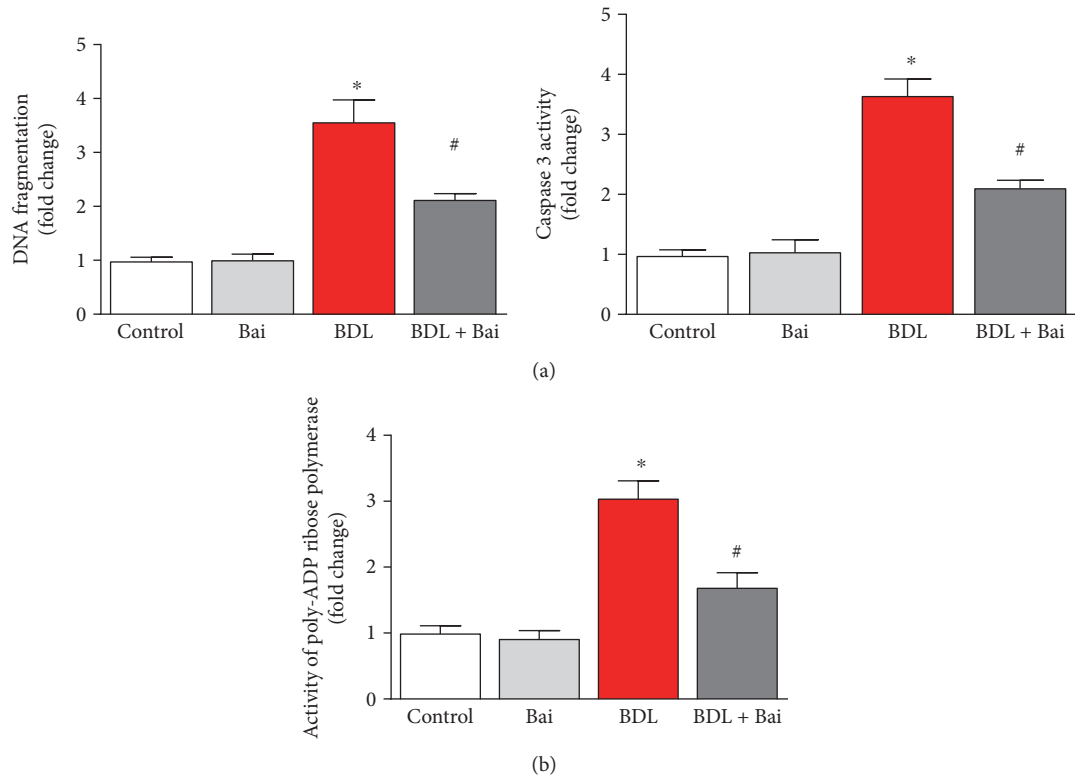 DNA fragmentation
(fold change)
5
4
3
2
1
0
*
#
Control Bai BDL BDL + Bai
Caspase 3 activity
(fold change)
5
4
3
2
1
0
*
#
Control Bai BDL BDL + Bai
(a)
Activity of poly-ADP ribose polymerase
(fold change)
4
3
2
1
0
*
#
Control Bai BDL BDL + Bai
(b)